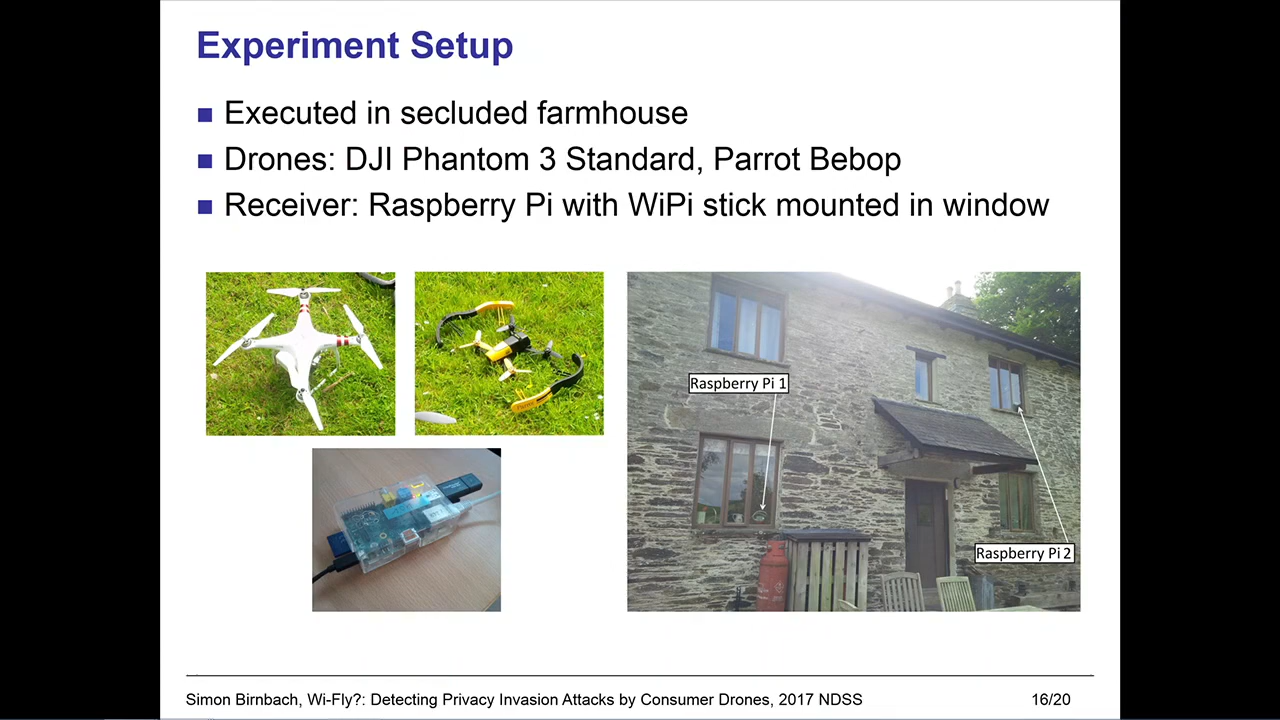 Experiment Setup
Executed in secluded farmhouse
Drones: DJI Phantom 3 Standard, Parrot Bebop
Receiver: Raspberry Pi with WiPi stick mounted in window
Raspberry Pi 1
Raspberry Pi 2
Simon Birnbach, Wi-Fly?: Detecting Privacy Invasion Attacks by Consumer Drones, 2017 NDSS
16/20